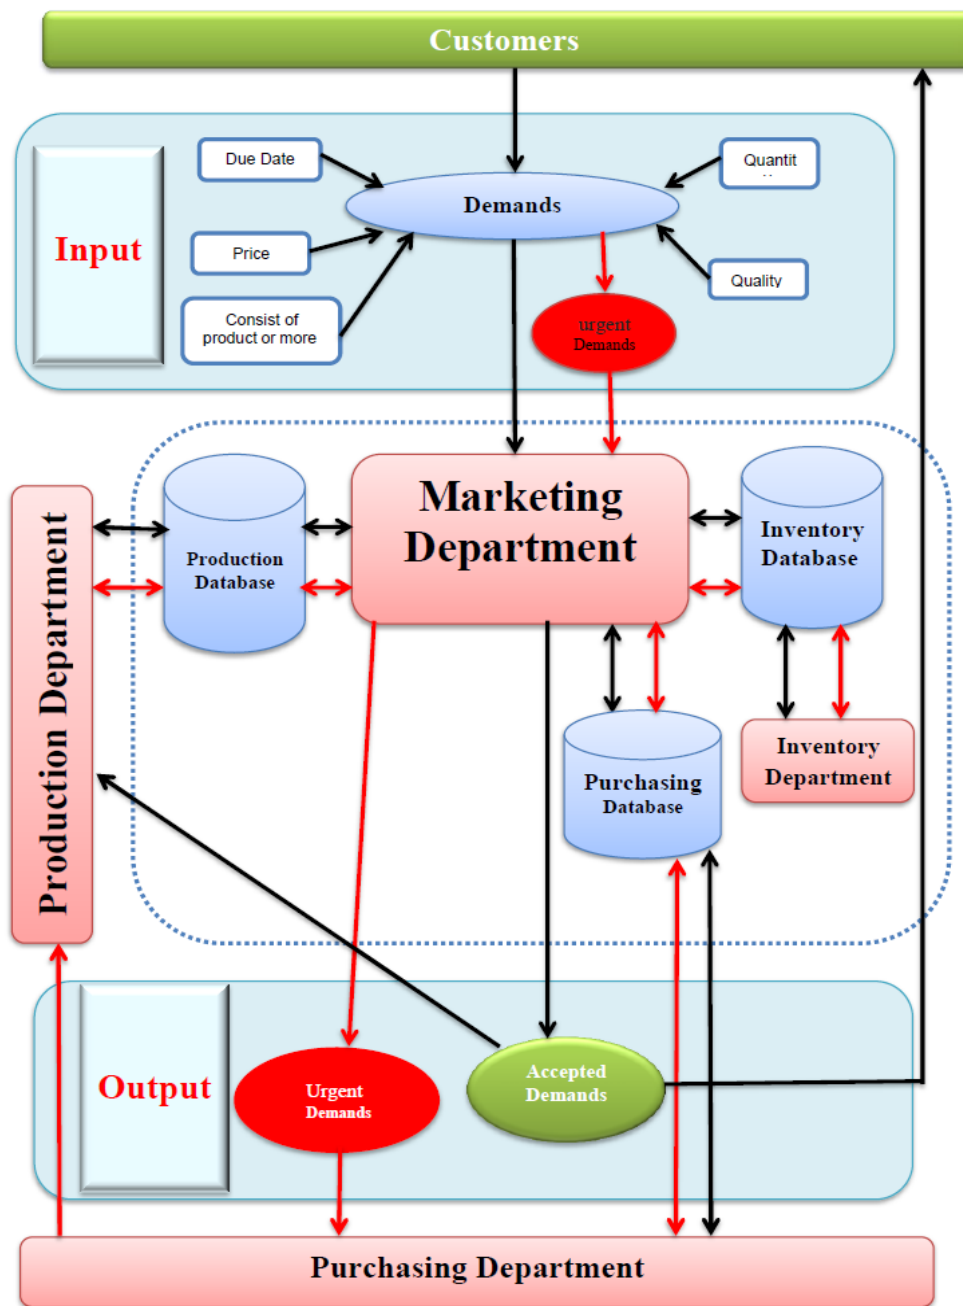 Customers
Due Date
Quantit
Demands
Input
Price
Quality
Consist of
product or more
urgent
Demands
Marketing
Department
Production
Database
Inventory
Database
Production Department
Purchasing
Database
Inventory
Department
Output
Urgent
Demands
Accepted
Demands
Purchasing Department